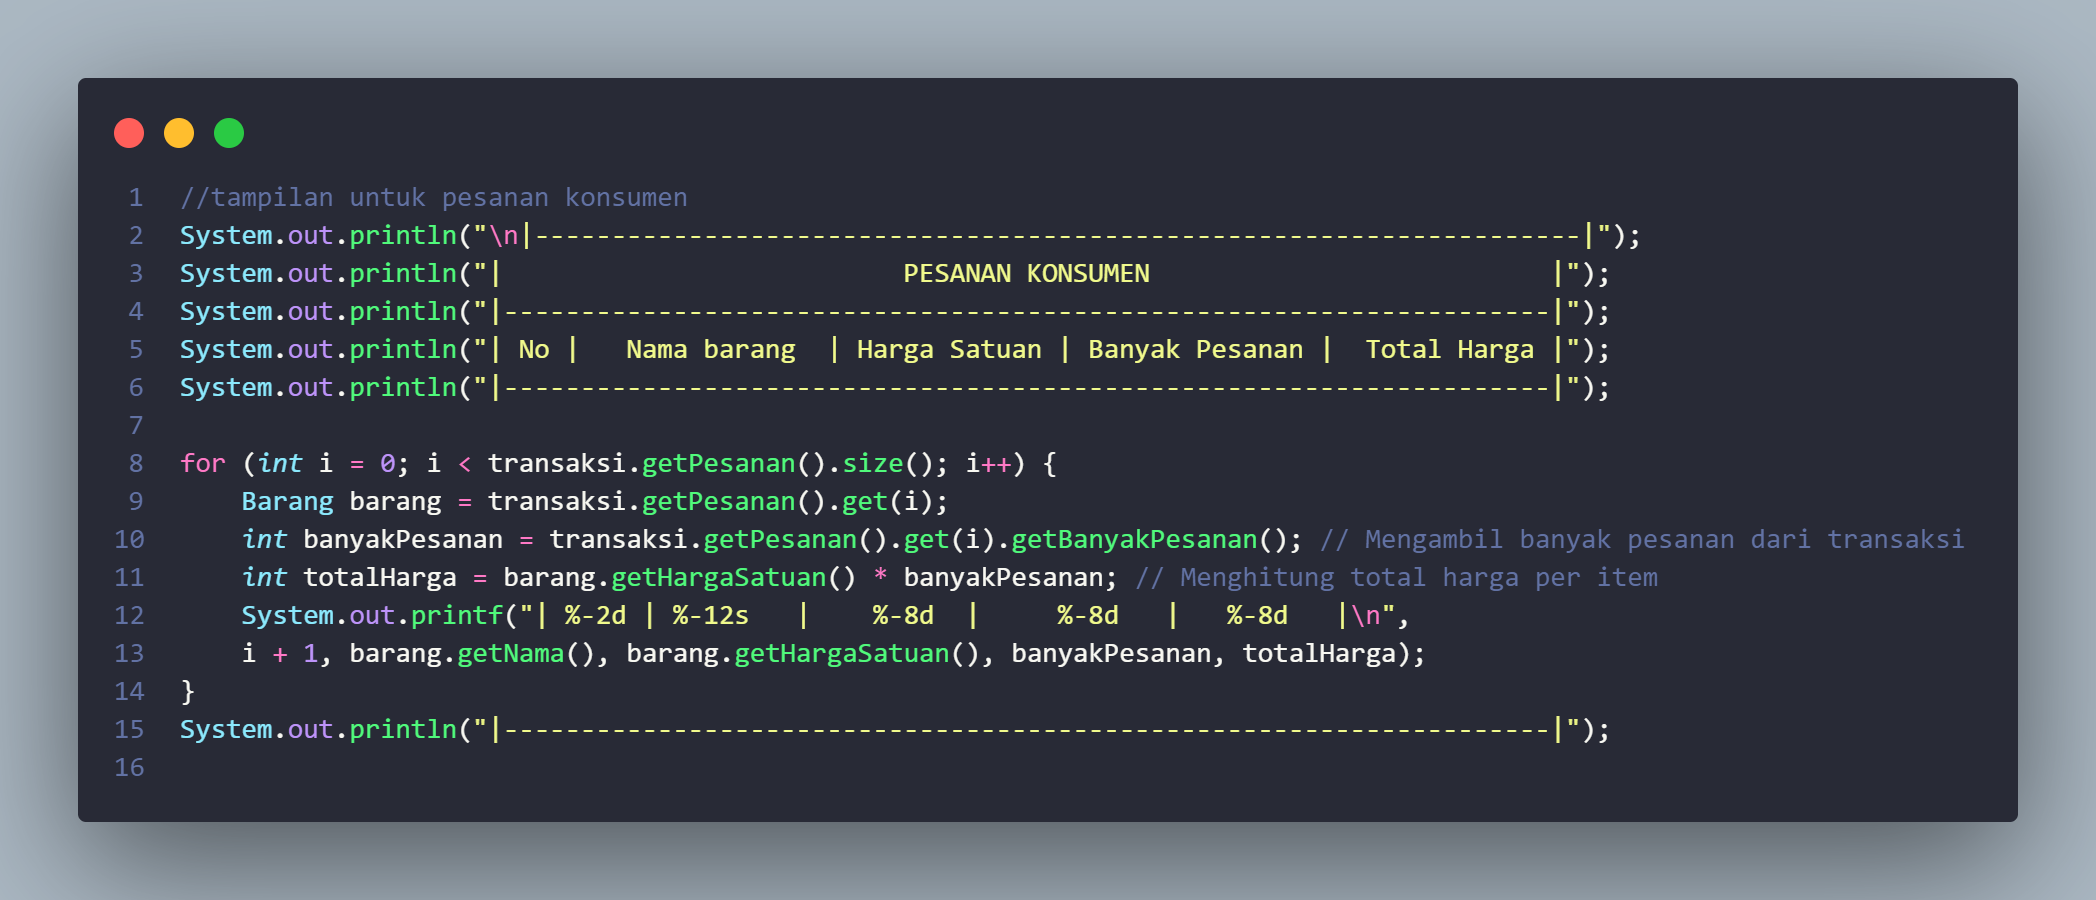 1 //tampilan untuk pesanan konsumen
2 System.out.println("\n|--------------------------------------------------------------------|");
3 System.out.println("|                          PESANAN KONSUMEN                          |");
4 System.out.println("|--------------------------------------------------------------------|");
5 System.out.println("| No |   Nama barang  | Harga Satuan | Banyak Pesanan |  Total Harga |");
6 System.out.println("|--------------------------------------------------------------------|");
7
8 for (int i = 0; i < transaksi.getPesanan().size(); i++) {
9     Barang barang = transaksi.getPesanan().get(i);
10     int banyakPesanan = transaksi.getPesanan().get(i).getBanyakPesanan(); // Mengambil banyak pesanan dari transaksi
11     int totalHarga = barang.getHargaSatuan() * banyakPesanan; // Menghitung total harga per item
12     System.out.printf("| %-2d | %-12s   |    %-8d  |     %-8d   |   %-8d   |\n",
13     i + 1, barang.getNama(), barang.getHargaSatuan(), banyakPesanan, totalHarga);
14 }
15 System.out.println("|--------------------------------------------------------------------|");
16